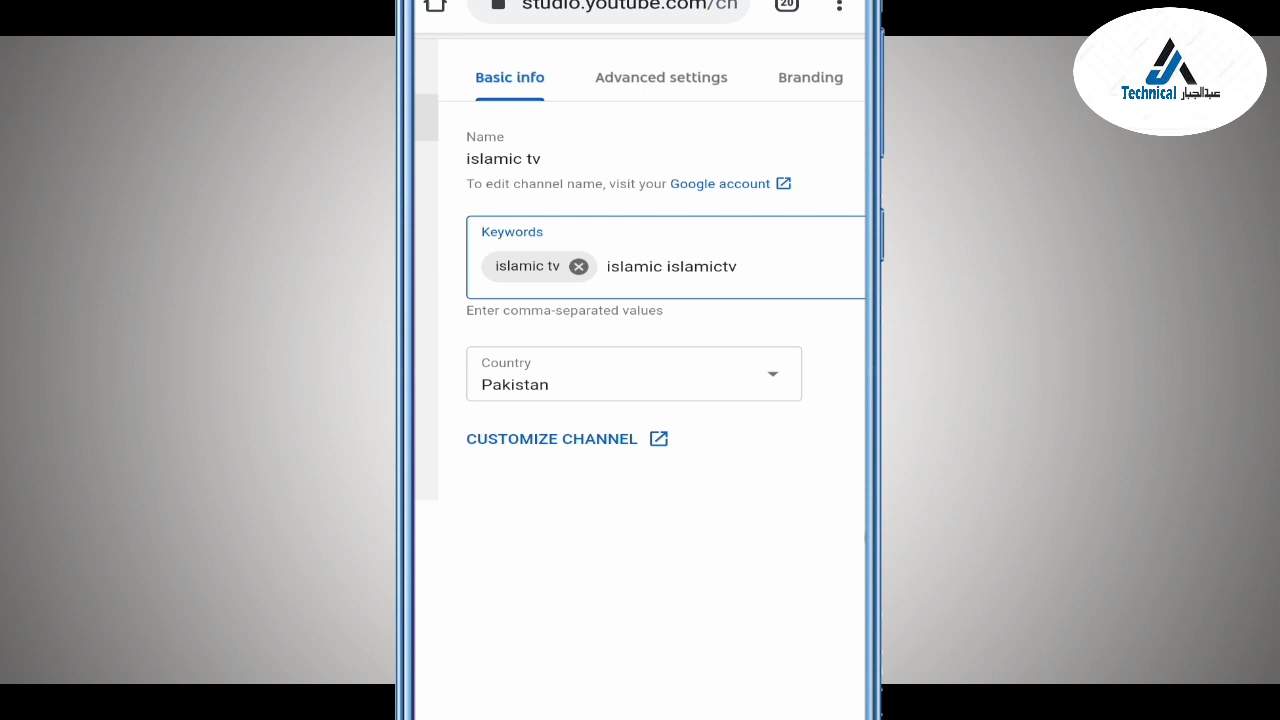 studio.youtube.com/ch
20
Technical عبدالجبار
Basic info
Advanced settings
Branding
Name
islamic tv
To edit channel name, visit your Google account
Keywords
islamic tv
islamic islamictv
Enter comma-separated values
Country
Pakistan
CUSTOMIZE CHANNEL